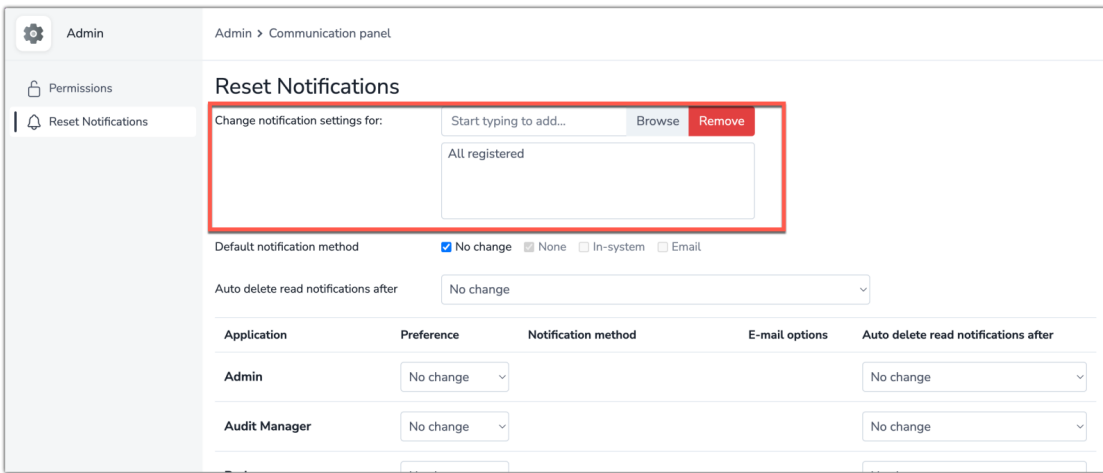 Admin
Admin > Communication panel
Permissions
Reset Notifications
Reset Notifications
Change notification settings for:
Start typing to add... Browse Remove
All registered
Default notification method No change None In-system Email
Auto delete read notifications after No change
Application Preference Notification method E-mail options Auto delete read notifications after
Admin No change No change
Audit Manager No change No change